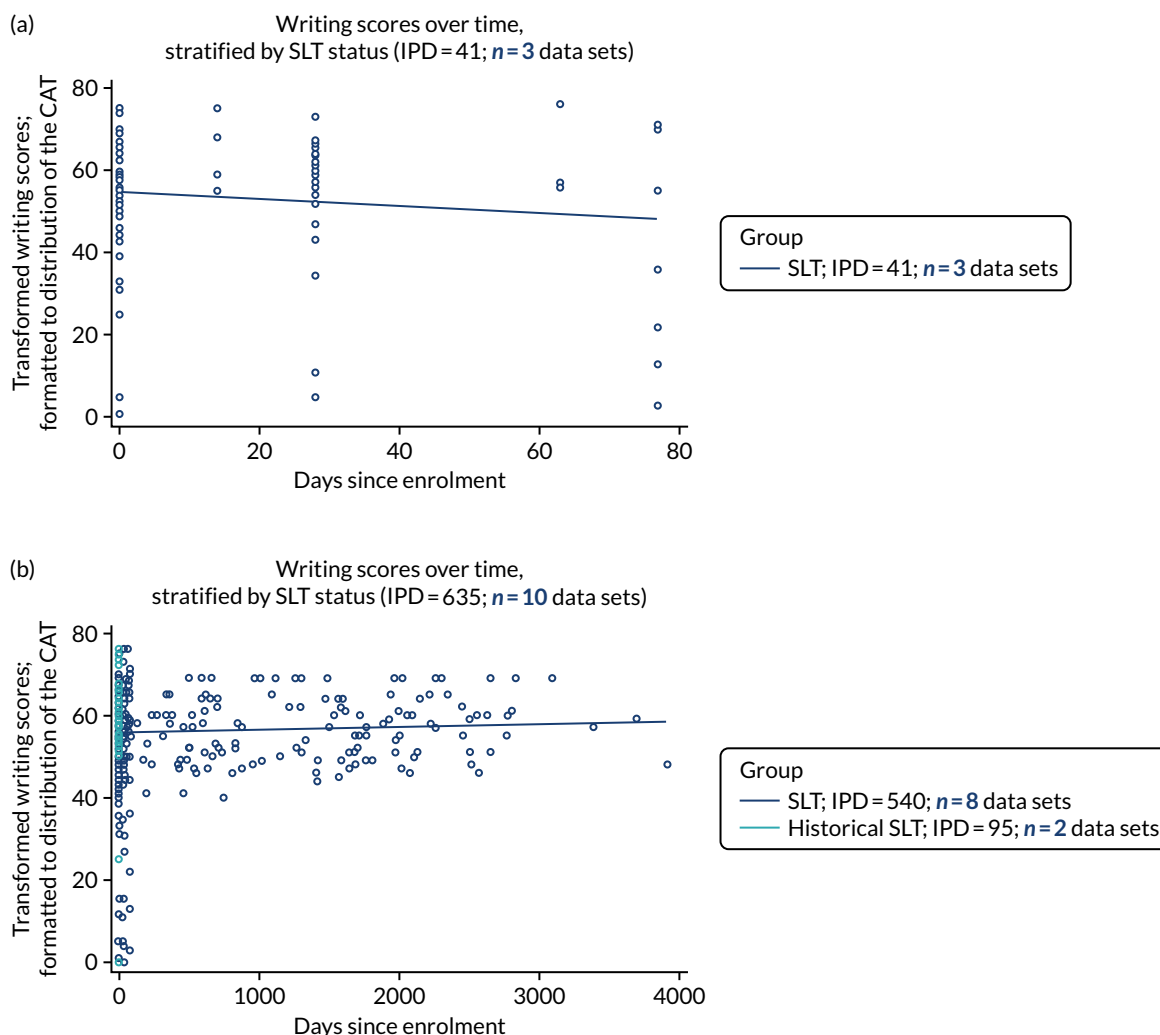 (a)
Writing scores over time,
stratified by SLT status (IPD = 41; n = 3 data sets)
Transformed writing scores;
formatted to distribution of the CAT
80
60
40
20
0
0 20 40 60 80
Days since enrolment
Group
SLT; IPD = 41; n = 3 data sets
(b)
Writing scores over time,
stratified by SLT status (IPD = 635; n = 10 data sets)
Transformed writing scores;
formatted to distribution of the CAT
80
60
40
20
0
0 1000 2000 3000 4000
Days since enrolment
Group
SLT; IPD = 540; n = 8 data sets
Historical SLT; IPD = 95; n = 2 data sets